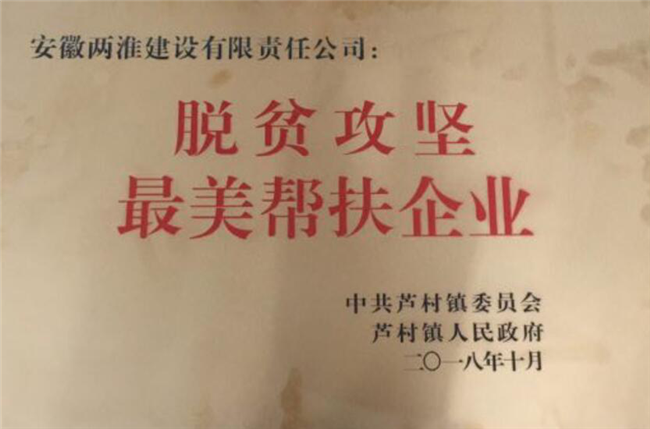 安徽两淮建设有限责任公司：
脱贫攻坚
最美帮扶企业
中共芦村镇委员会
芦村镇人民政府
二〇一八年十月